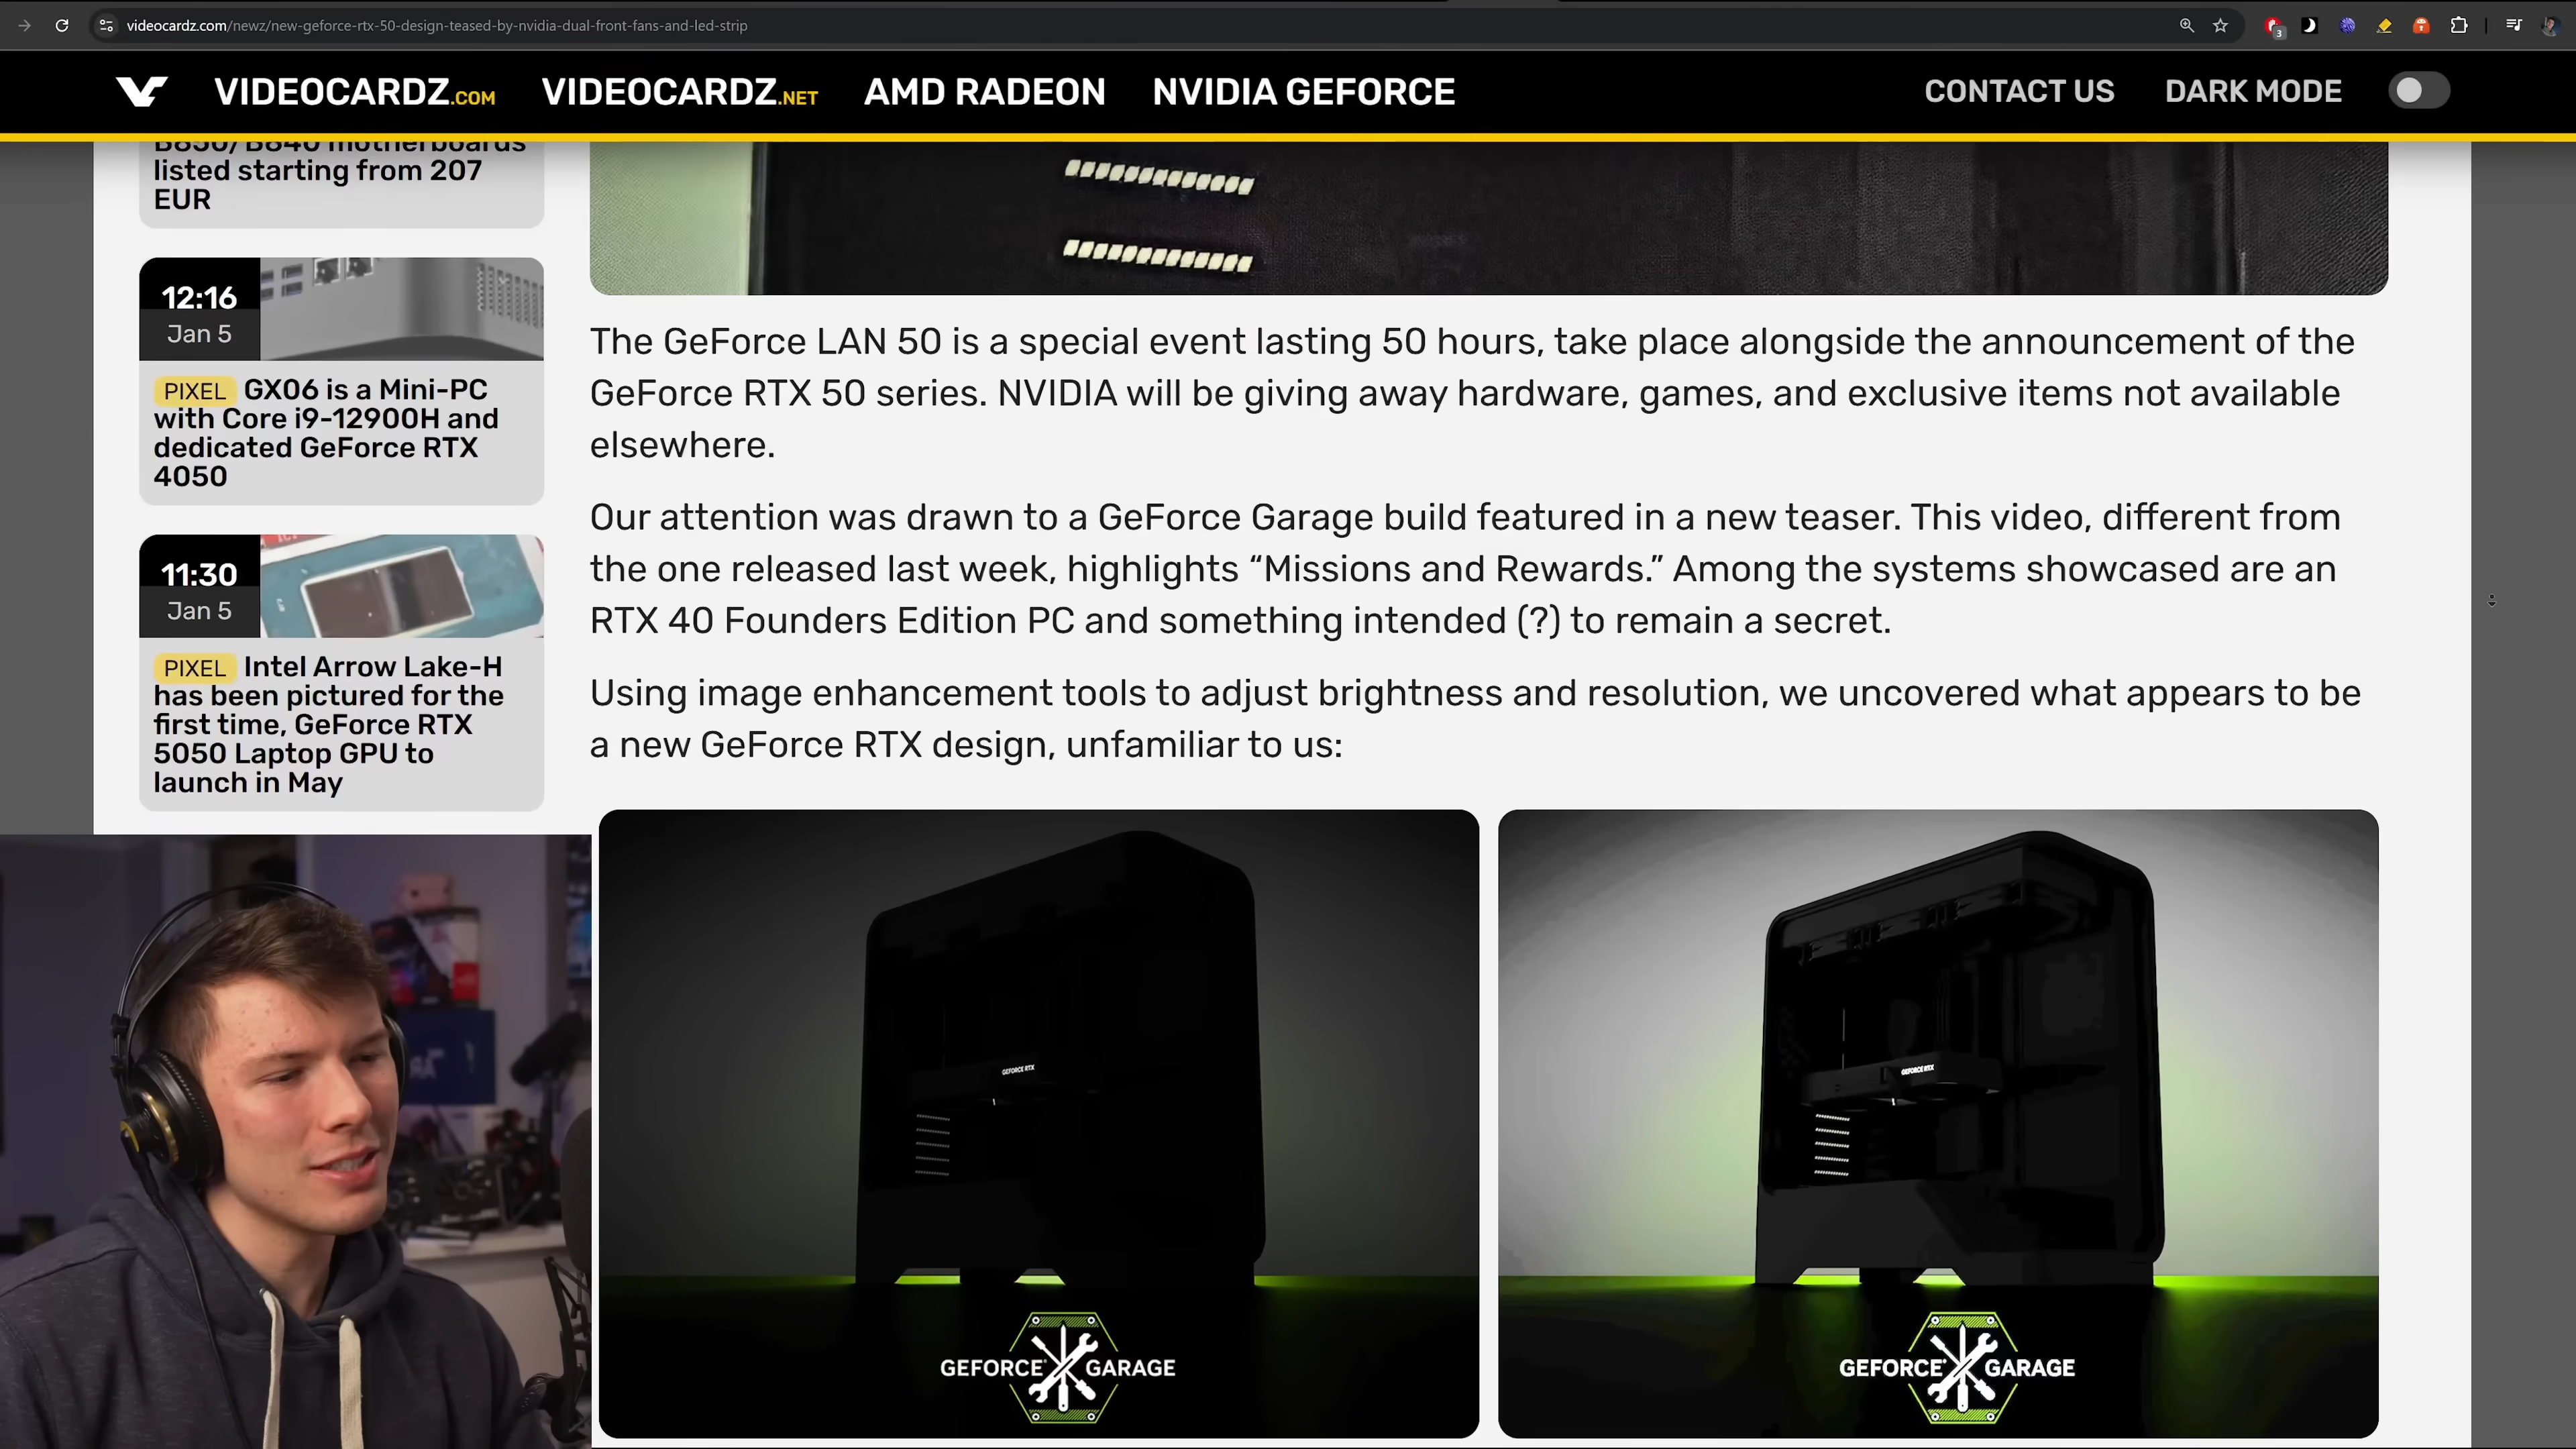 videocardz.com/newz/new-geforce-rtx-50-design-teased-by-nvidia-dual-front-fans-and-led-strip
3
VIDEOCARDZ.COM
VIDEOCARDZ.NET
AMD RADEON
NVIDIA GEFORCE
CONTACT US
DARK MODE
B850/B840 motherboards
listed starting from 207
EUR
12:16
Jan 5
PIXEL GX06 is a Mini-PC
with Core i9-12900H and
dedicated GeForce RTX
4050
11:30
Jan 5
PIXEL Intel Arrow Lake-H
has been pictured for the
first time, GeForce RTX
5050 Laptop GPU to
launch in May
The GeForce LAN 50 is a special event lasting 50 hours, take place alongside the announcement of the
GeForce RTX 50 series. NVIDIA will be giving away hardware, games, and exclusive items not available
elsewhere.
Our attention was drawn to a GeForce Garage build featured in a new teaser. This video, different from
the one released last week, highlights “Missions and Rewards.” Among the systems showcased are an
RTX 40 Founders Edition PC and something intended (?) to remain a secret.
Using image enhancement tools to adjust brightness and resolution, we uncovered what appears to be
a new GeForce RTX design, unfamiliar to us:
GEFORCE RTX
GEFORCE GARAGE
GEFORCE RTX
GEFORCE GARAGE